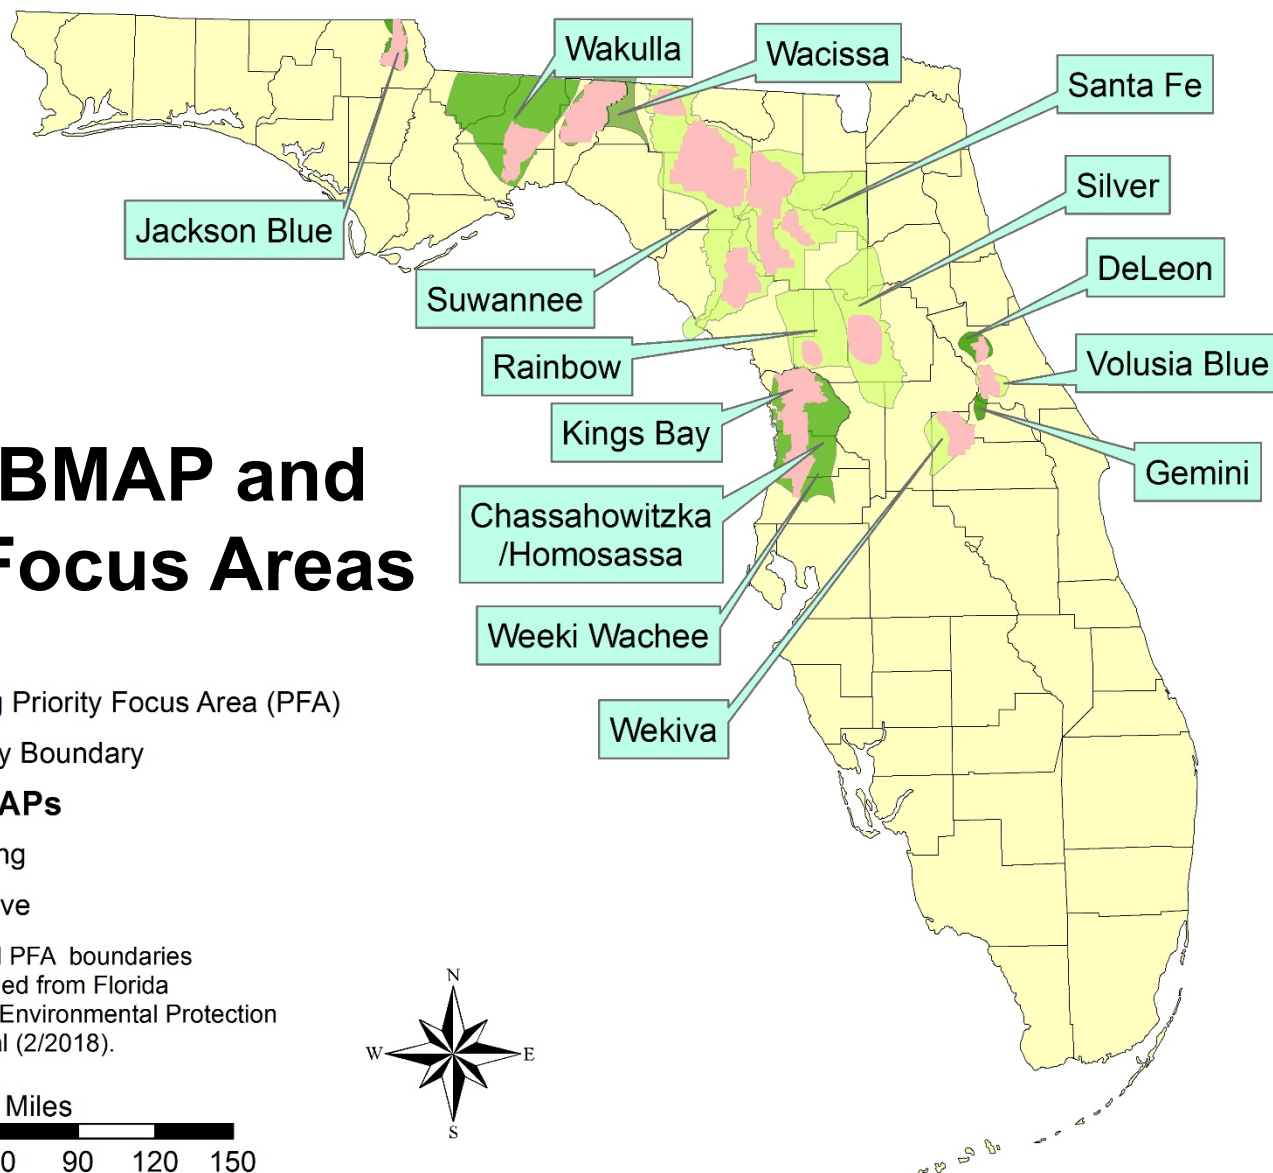 Wakulla
Wacissa
Santa Fe
Silver
Jackson Blue
DeLeon
Suwannee
Rainbow
Volusia Blue
Kings Bay
Gemini
Chassahowitzka
/Homosassa
Weeki Wachee
Wekiva
BMAP and
Focus Areas
g Priority Focus Area (PFA)
y Boundary
APs
ng
ve
PFA boundaries
ed from Florida
Environmental Protection
l (2/2018).
Miles
0 90 120 150
N
W E
S